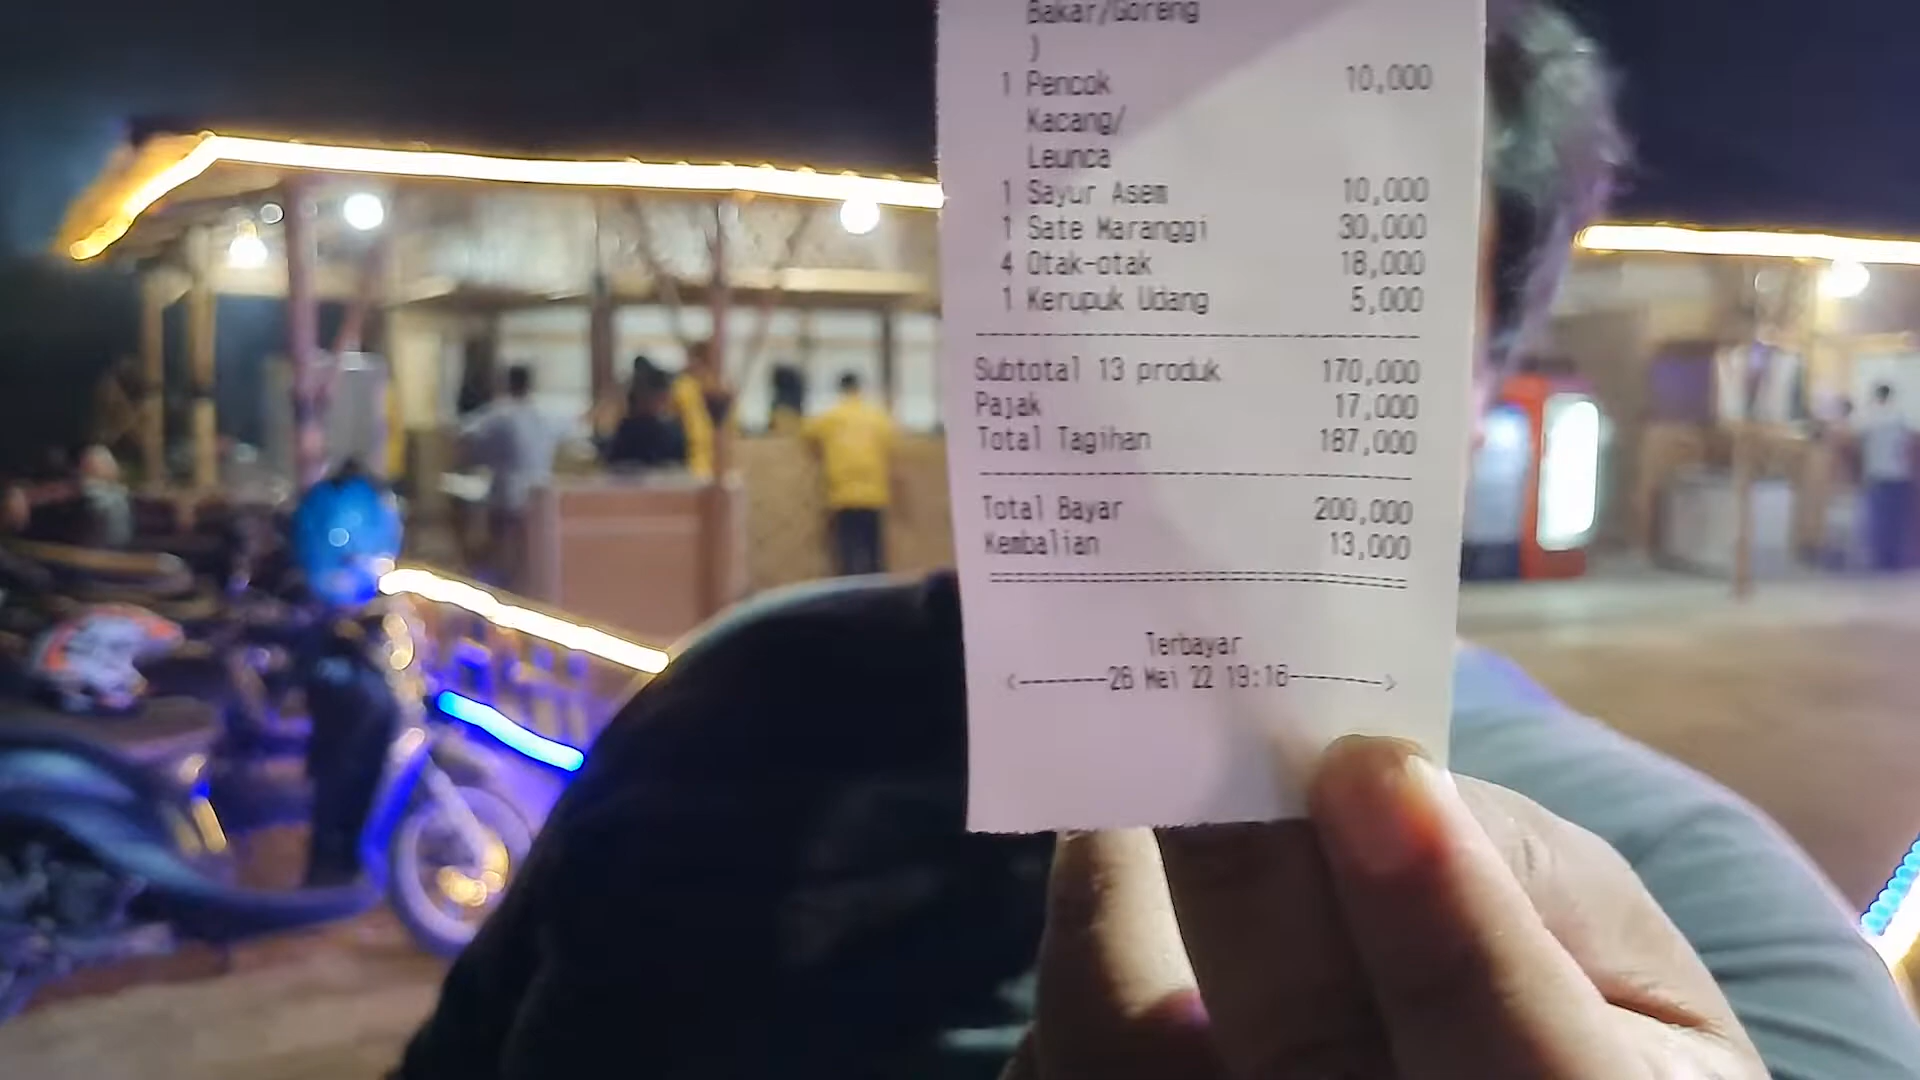 Bakar/Goreng
)
1 Pencok 10,000
Kacang/
Leunca
1 Sayur Asem 10,000
1 Sate Maranggi 30,000
4 Otak-otak 18,000
1 Kerupuk Udang 5,000
Subtotal 13 produk 170,000
Pajak 17,000
Total Tagihan 187,000
Total Bayar 200,000
Kembalian 13,000
Terbayar
<-------26 Mei 22 19:16------->